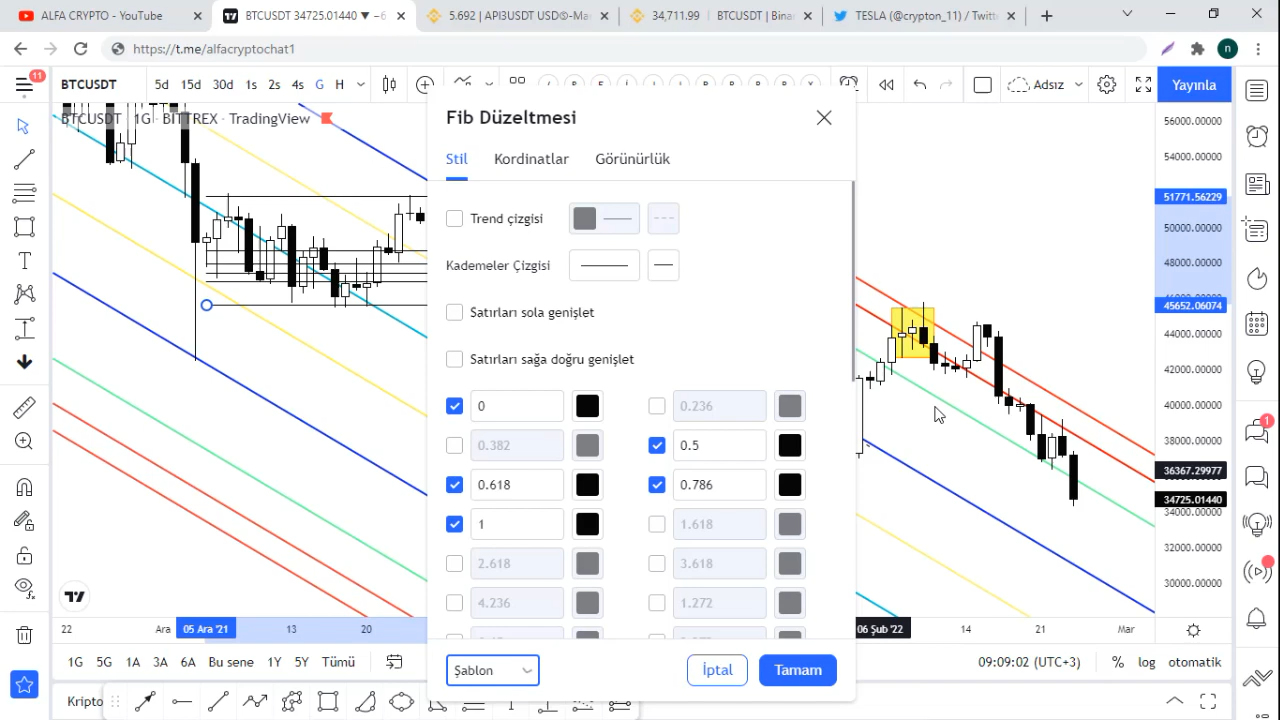 ALFA CRYPTO - YouTube
BTCUSDT 34725.01440 ▼ −6
5.692 | API3USDT USDⓈ-Ma
34,711.99 | BTCUSDT | Binan
TESLA (@crypton_11) / Twitt
https://t.me/alfacryptochat1
n
11
BTCUSDT
5d 15d 30d 1s 2s 4s G H
Adsız
Yayınla
BTCUSDT · 1G · BITTREX · TradingView
Fib Düzeltmesi
Stil
Kordinatlar
Görünürlük
Trend çizgisi
Kademeler Çizgisi
Satırları sola genişlet
Satırları sağa doğru genişlet
0
0.236
0.382
0.5
0.618
0.786
1
1.618
2.618
3.618
4.236
1.272
Şablon
İptal
Tamam
56000.00000
54000.00000
51771.56229
50000.00000
48000.00000
45652.06074
44000.00000
42000.00000
40000.00000
38000.00000
36367.29977
34725.01440
34000.00000
32000.00000
30000.00000
1
22
Ara
05 Ara '21
13
20
06 Şub '22
14
21
Mar
1G 5G 1A 3A 6A Bu sene 1Y 5Y Tümü
09:09:02 (UTC+3)
% log otomatik
Kripto